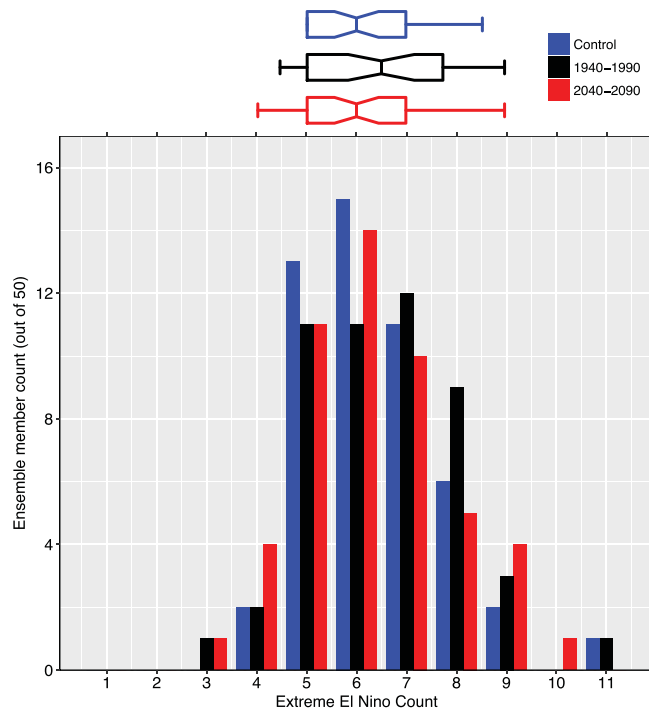 Control
1940−1990
2040−2090
16
12
8
4
0
Ensemble member count (out of 50)
1 2 3 4 5 6 7 8 9 10 11
Extreme El Nino Count